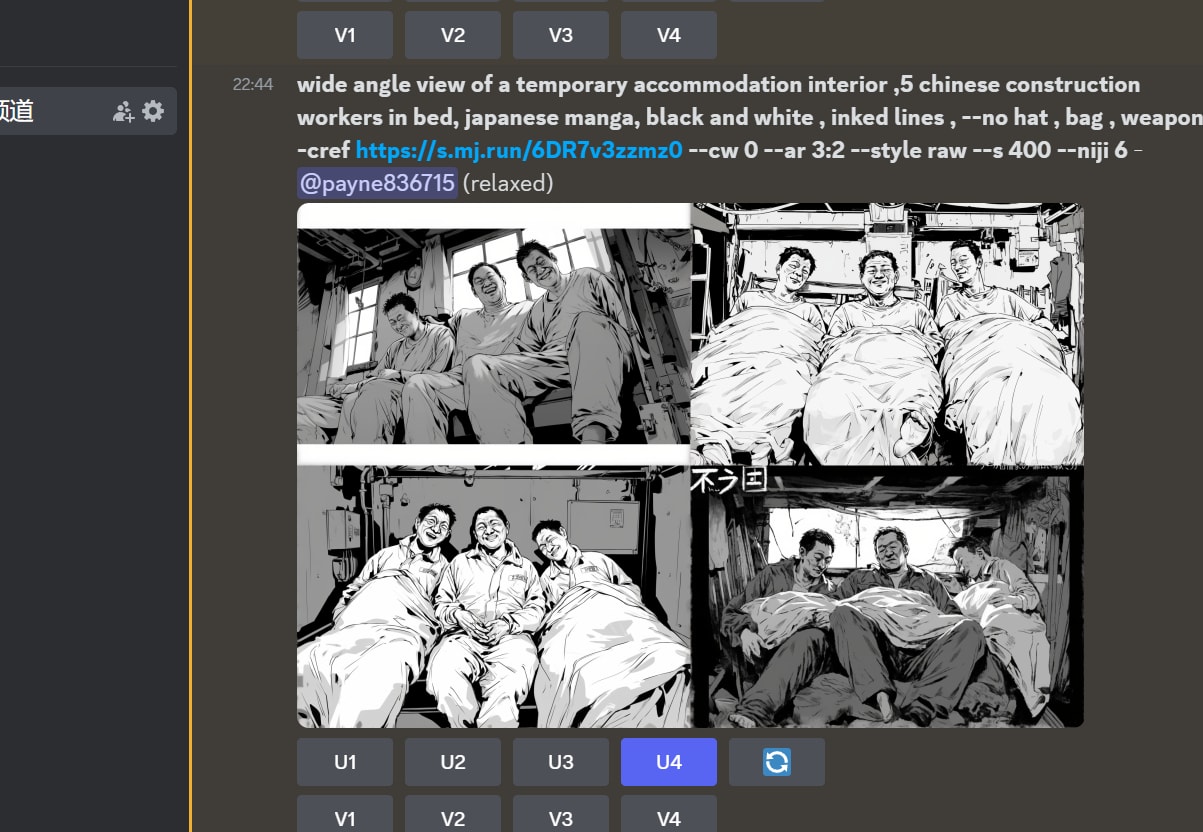 V1 V2 V3 V4
22:44
wide angle view of a temporary accommodation interior ,5 chinese construction
workers in bed, japanese manga, black and white , inked lines , --no hat , bag , weapon
-cref https://s.mj.run/6DR7v3zzmz0 --cw 0 --ar 3:2 --style raw --s 400 --niji 6 -
@payne836715 (relaxed)
道
不う国
U1 U2 U3 U4
V1 V2 V3 V4